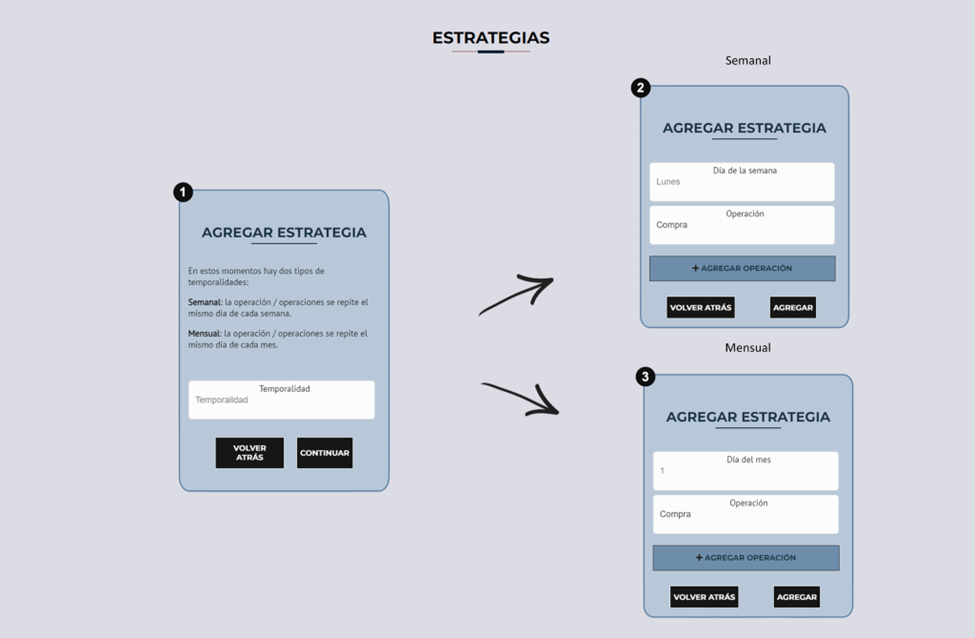 ESTRATEGIAS
1
AGREGAR ESTRATEGIA
En estos momentos hay dos tipos de
temporalidades:
Semanal: la operación / operaciones se repite el
mismo dia de cada semana.
Mensual: la operación / operaciones se repite el
mismo dia de cada mes.
Temporalidad
Temporalidad
VOLVER
ATRÁS
CONTINUAR
Semanal
2
AGREGAR ESTRATEGIA
Día de la semana
Lunes
Operación
Compra
+ AGREGAR OPERACIÓN
VOLVER ATRÁS
AGREGAR
Mensual
3
AGREGAR ESTRATEGIA
Día del mes
1
Operación
Compra
+ AGREGAR OPERACIÓN
VOLVER ATRÁS
AGREGAR